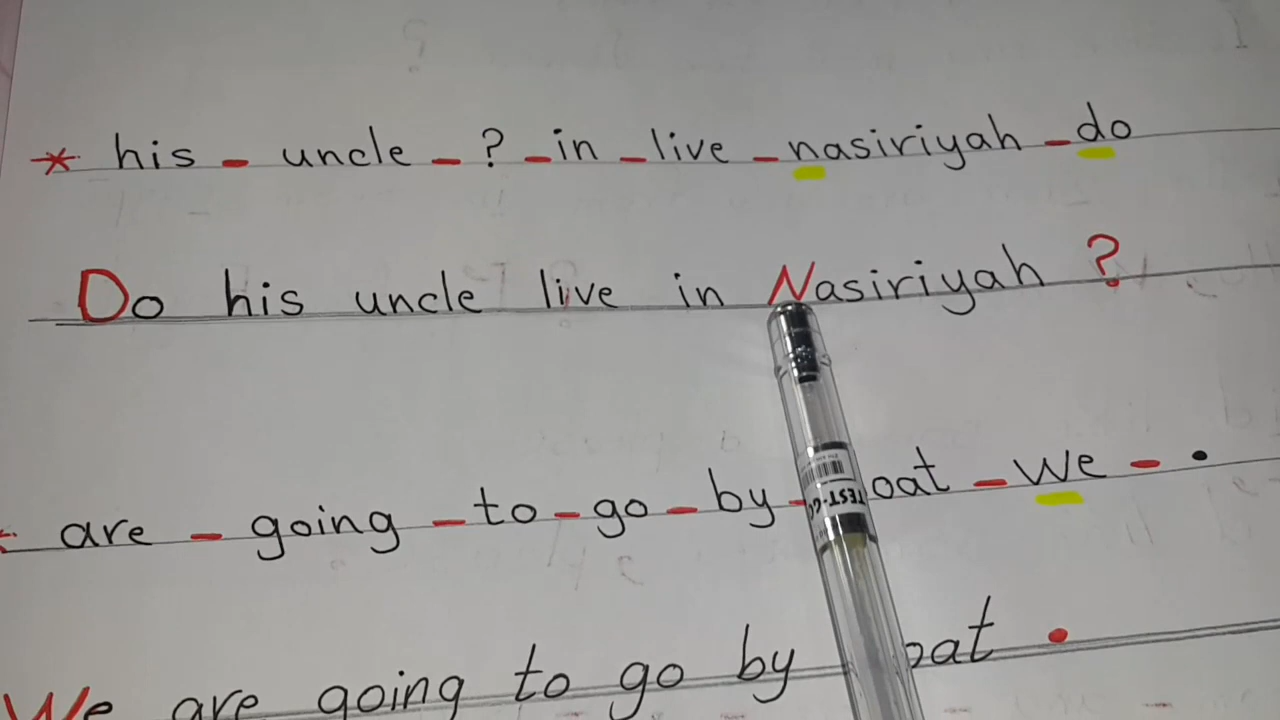 * his - uncle - ? - in - live - nasiriyah - do
Do his uncle live in Nasiriyah ?
are - going - to - go - by - oat - we - .
We are going to go by oat .